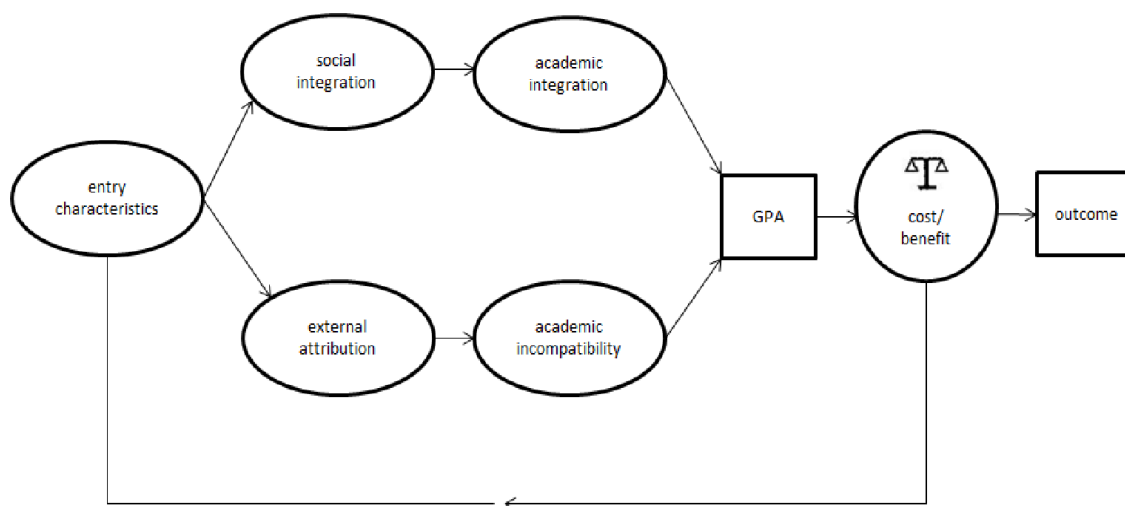 social
integration
academic
integration
entry
characteristics
GPA
cost/
benefit
outcome
external
attribution
academic
incompatibility